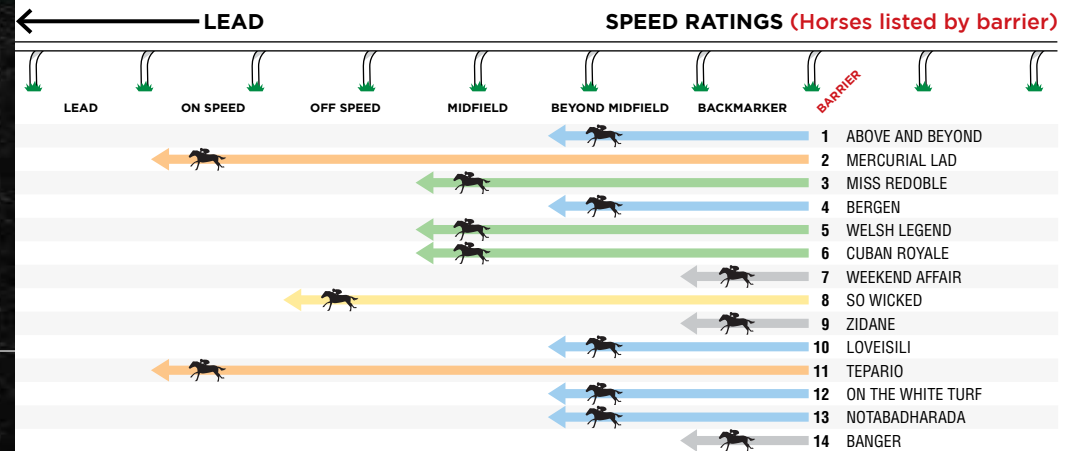 LEAD SPEED RATINGS (Horses listed by barrier)
LEAD ON SPEED OFF SPEED MIDFIELD BEYOND MIDFIELD BACKMARKER BARRIER
1 ABOVE AND BEYOND
2 MERCURIAL LAD
3 MISS REDOBLE
4 BERGEN
5 WELSH LEGEND
6 CUBAN ROYALE
7 WEEKEND AFFAIR
8 SO WICKED
9 ZIDANE
10 LOVEISILI
11 TEPARIO
12 ON THE WHITE TURF
13 NOTABADHARADA
14 BANGER